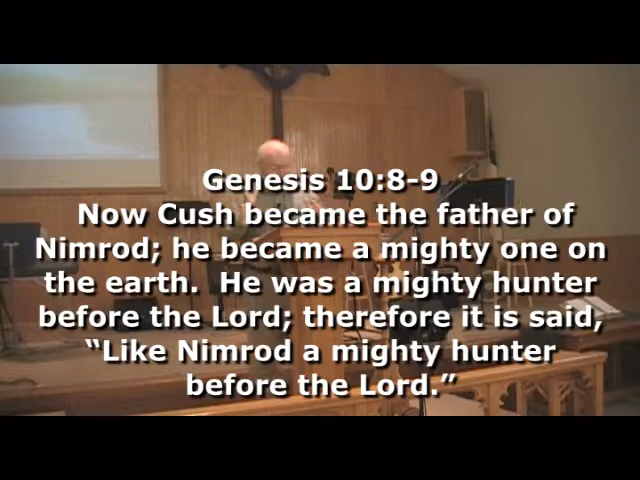 Genesis 10:8-9
Now Cush became the father of
Nimrod; he became a mighty one on
the earth.  He was a mighty hunter
before the Lord; therefore it is said,
“Like Nimrod a mighty hunter
before the Lord.”